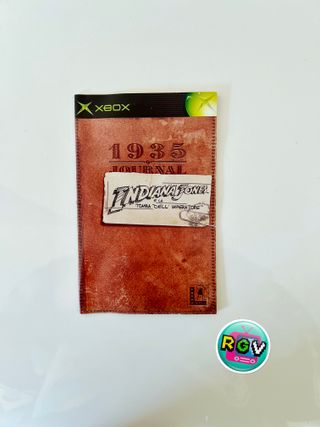 XBOX
1935
JOURNAL
INDIANA JONES
E LA
TOMBA DELL' IMPERATORE
RGV